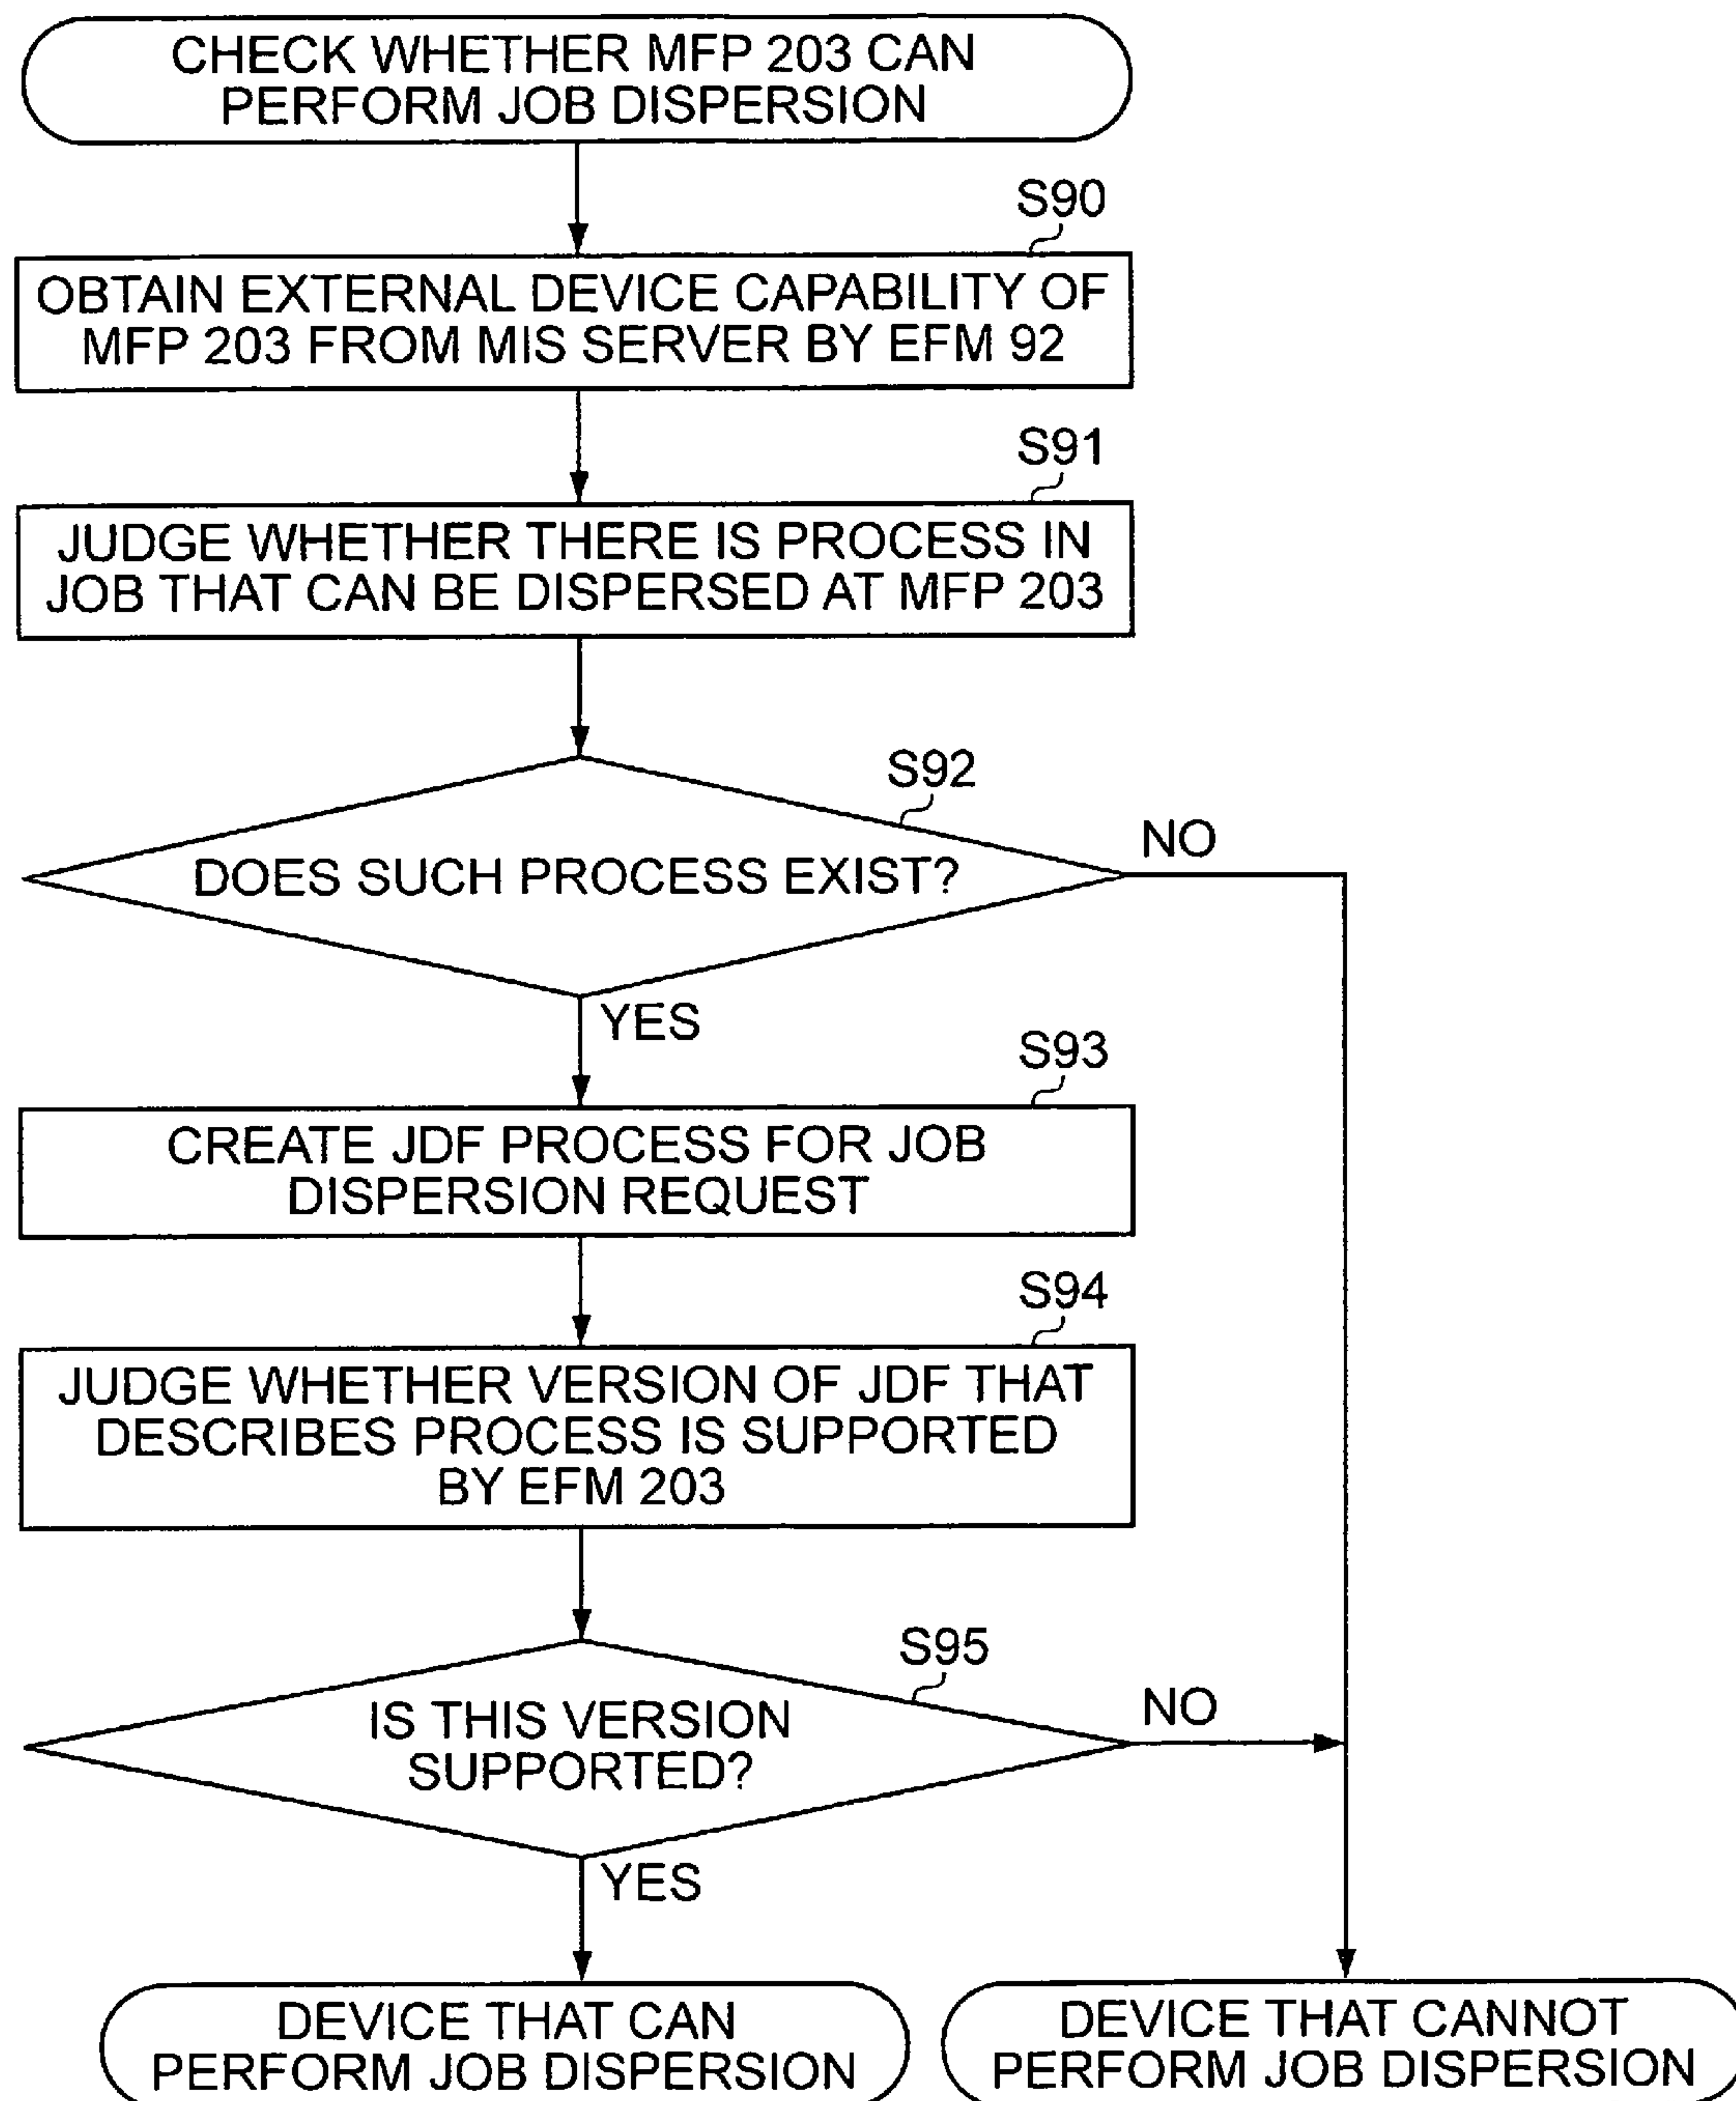 CHECK WHETHER MFP 203 CAN
PERFORM JOB DISPERSION
S90
OBTAIN EXTERNAL DEVICE CAPABILITY OF
MFP 203 FROM MIS SERVER BY EFM 92
S91
JUDGE WHETHER THERE IS PROCESS IN
JOB THAT CAN BE DISPERSED AT MFP 203
S92
DOES SUCH PROCESS EXIST?
NO
YES
S93
CREATE JDF PROCESS FOR JOB
DISPERSION REQUEST
S94
JUDGE WHETHER VERSION OF JDF THAT
DESCRIBES PROCESS IS SUPPORTED
BY EFM 203
S95
IS THIS VERSION
SUPPORTED?
NO
YES
DEVICE THAT CAN
PERFORM JOB DISPERSION
DEVICE THAT CANNOT
PERFORM JOB DISPERSION